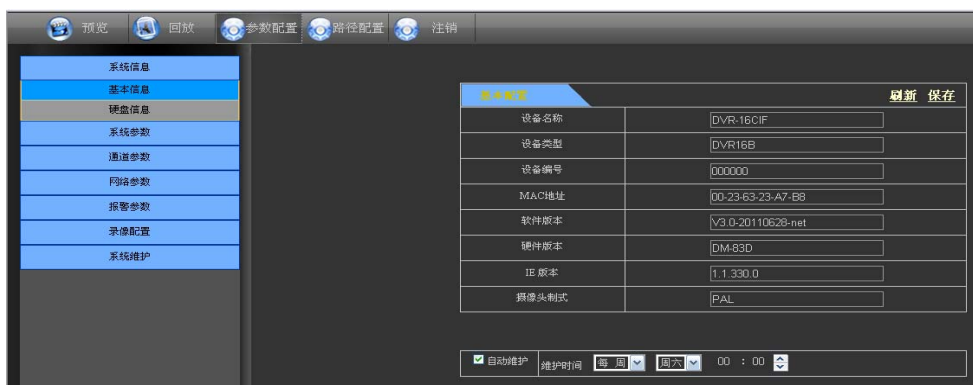 预览 回放 参数配置 路径配置 注销
系统信息
基本信息
硬盘信息
系统参数
通道参数
网络参数
报警参数
录像配置
系统维护
基本配置 刷新 保存
设备名称 DVR-16CIF
设备类型 DVR16B
设备编号 000000
MAC地址 00-23-63-23-A7-B8
软件版本 V3.0-20110628-net
硬件版本 DM-83D
IE 版本 1.1.330.0
摄像头制式 PAL
自动维护 维护时间 每 周 周六 00 : 00